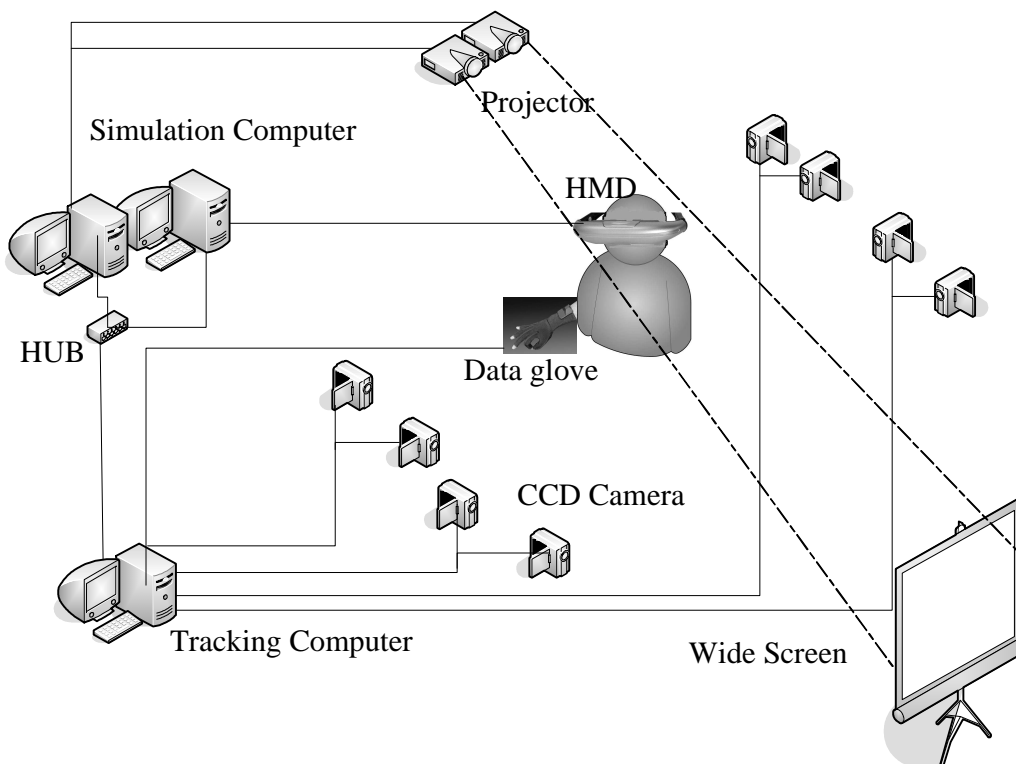 Projector
Simulation Computer
HMD
HUB
Data glove
CCD Camera
Tracking Computer
Wide Screen